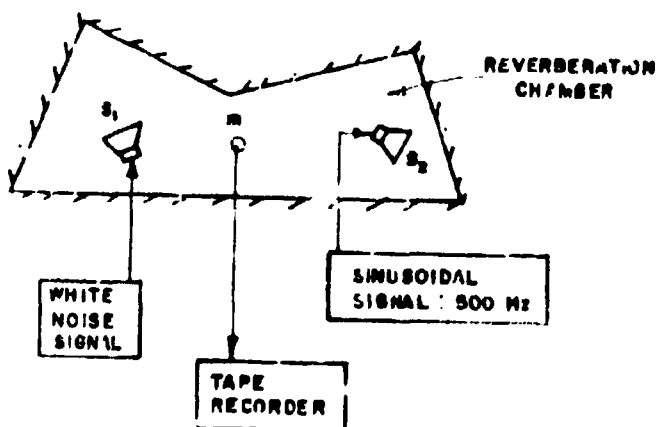 REVERBERATION
CHAMBER
S1
m
S2
WHITE
NOISE
SIGNAL
SINUSOIDAL
SIGNAL : 500 Hz
TAPE
RECORDER